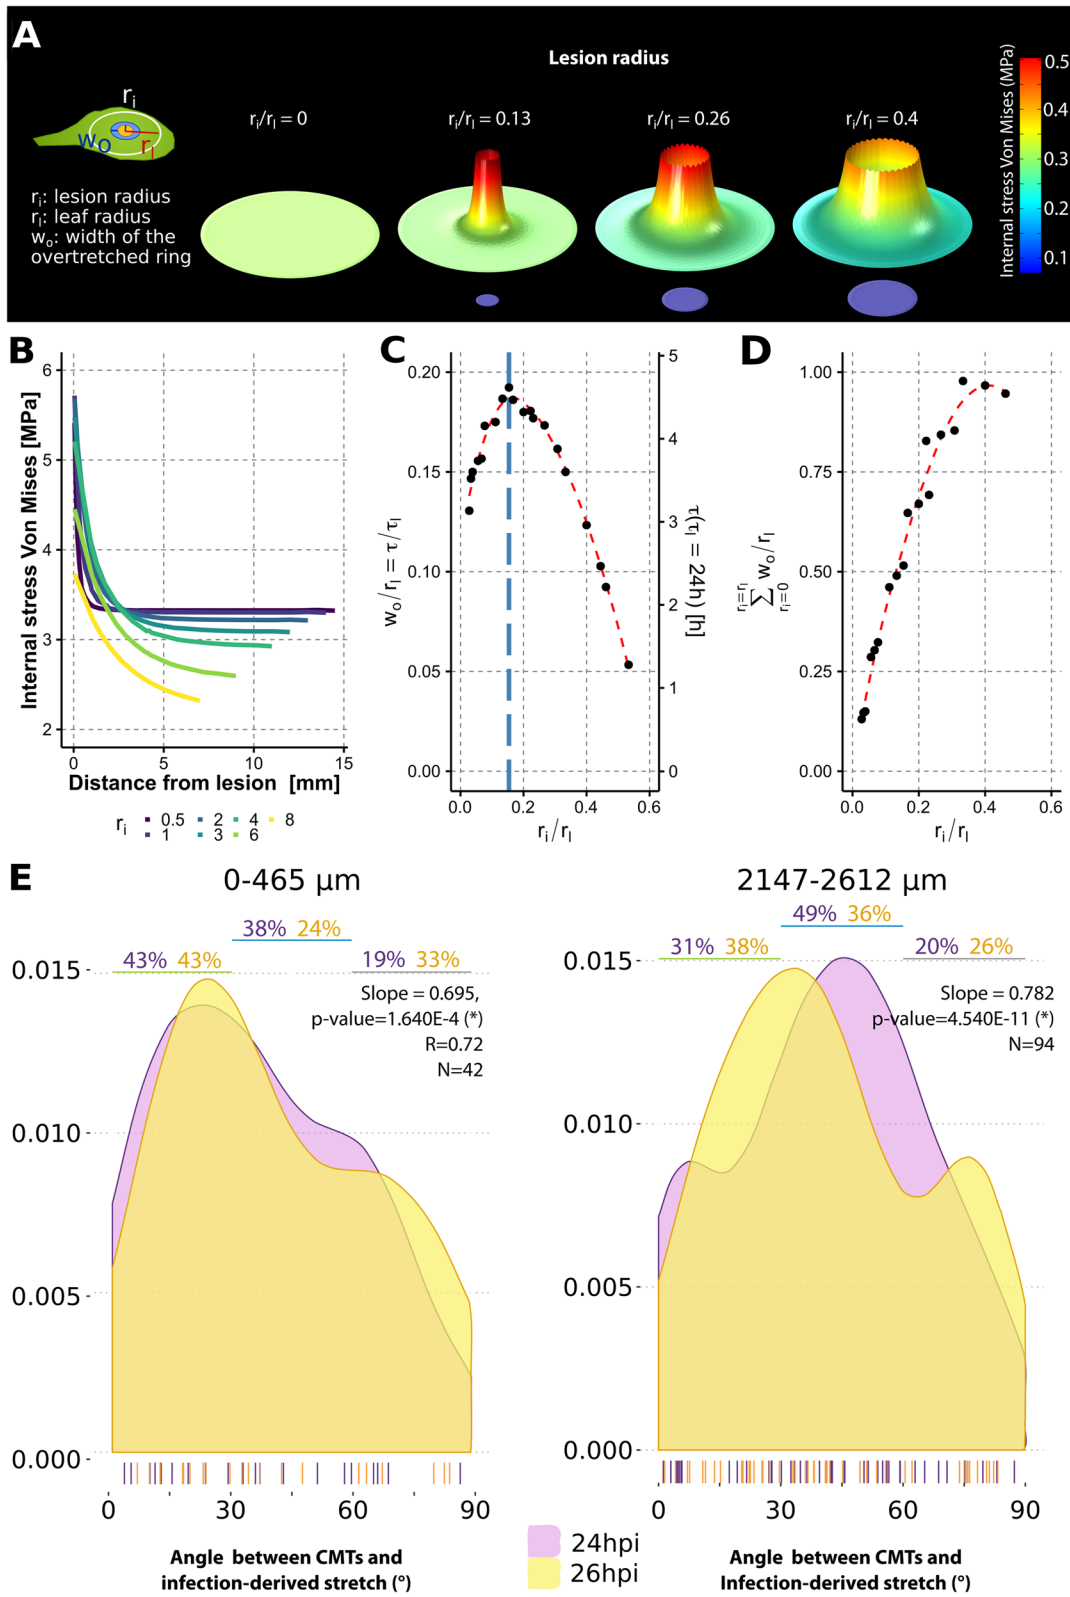 A
Lesion radius
rᵢ
wₒ
rₗ
rᵢ: lesion radius
rₗ: leaf radius
wₒ: width of the
overtretched ring
rᵢ/rₗ = 0
rᵢ/rₗ = 0.13
rᵢ/rₗ = 0.26
rᵢ/rₗ = 0.4
Internal stress Von Mises (MPa)
0.5
0.4
0.3
0.2
0.1
B
Internal stress Von Mises [MPa]
6
5
4
3
2
0 5 10 15
Distance from lesion [mm]
rᵢ 0.5 2 4 8
1 3 6
C
wₒ/rₗ = τ/τₗ
0.20
0.15
0.10
0.05
0.00
0.0 0.2 0.4 0.6
rᵢ/rₗ
5
4
3
2
1
0
τ(τₗ = 24h) [h]
D
rᵢ=rₗ
∑ wₒ/rₗ
rᵢ=0
1.00
0.75
0.50
0.25
0.00
0.0 0.2 0.4 0.6
rᵢ/rₗ
E
0-465 µm
38% 24%
43% 43%
19% 33%
Slope = 0.695,
p-value=1.640E-4 (*)
R=0.72
N=42
0.015
0.010
0.005
0.000
0 30 60 90
Angle between CMTs and
infection-derived stretch (°)
2147-2612 µm
49% 36%
31% 38%
20% 26%
Slope = 0.782
p-value=4.540E-11 (*)
N=94
0.015
0.010
0.005
0.000
0 30 60 90
Angle between CMTs and
Infection-derived stretch (°)
24hpi
26hpi